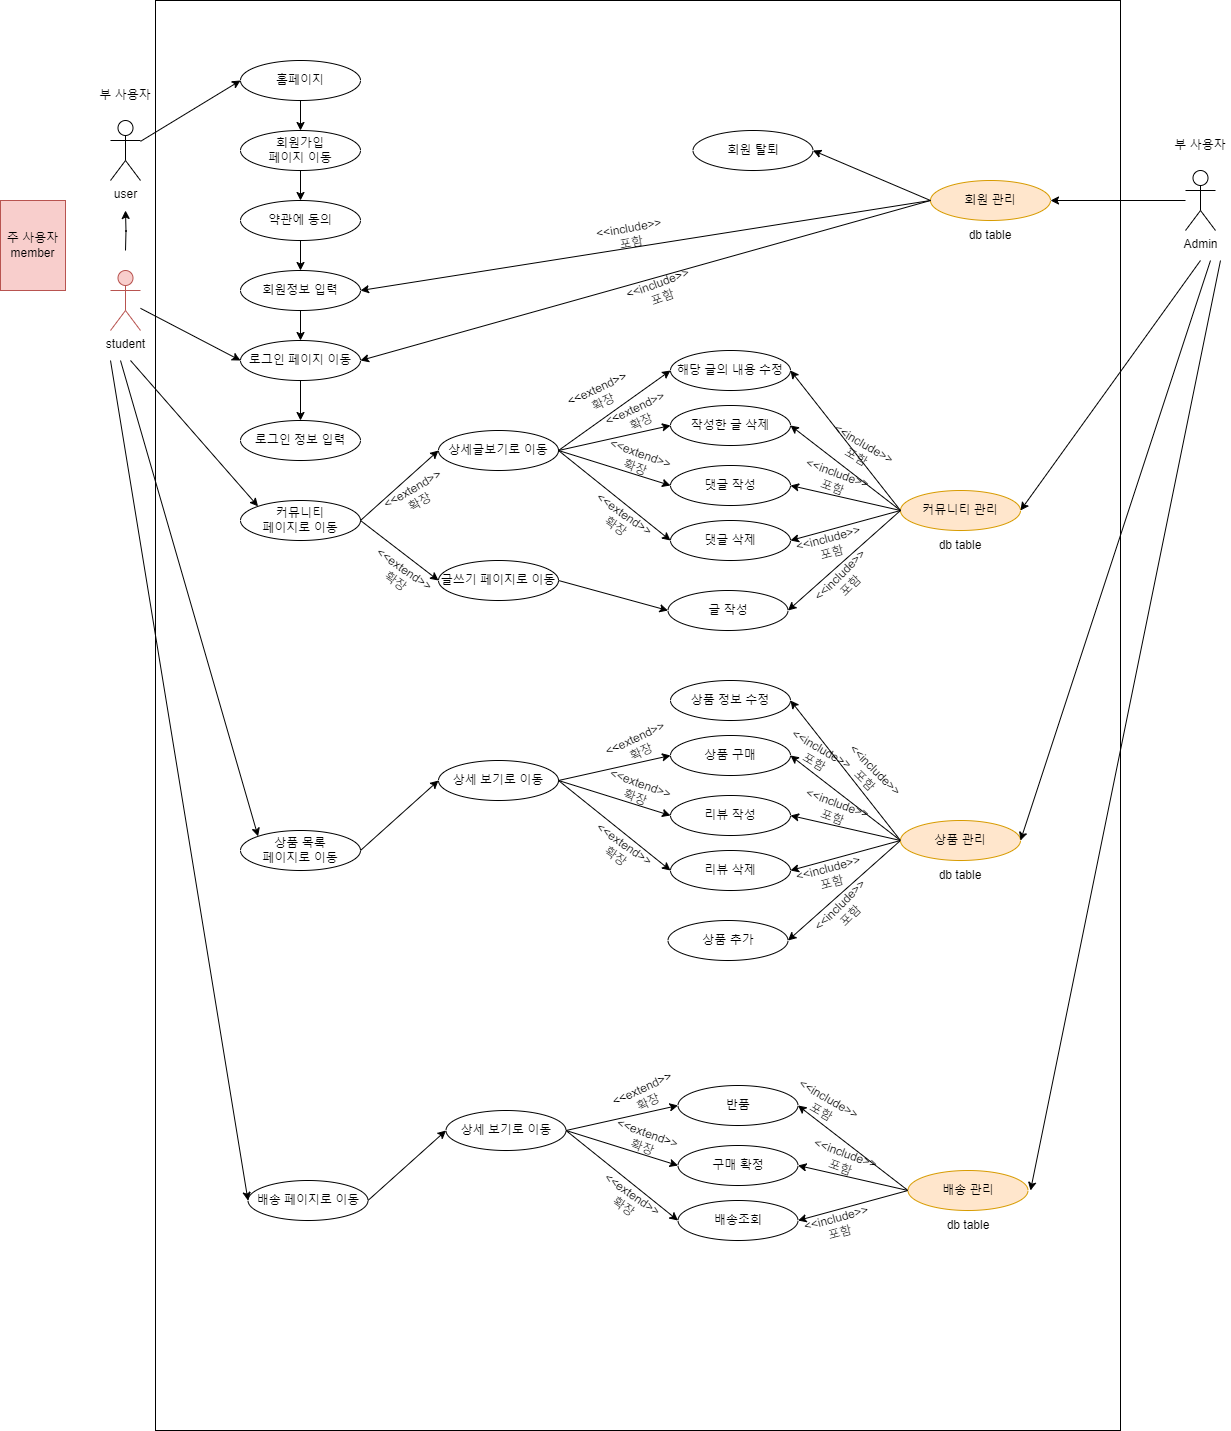 홈페이지
부 사용자
user
회원가입
페이지 이동
회원 탈퇴
부 사용자
Admin
약관에 동의
회원 관리
db table
<<include>>
포함
주 사용자
member
회원정보 입력
<<include>>
포함
student
로그인 페이지 이동
로그인 정보 입력
해당 글의 내용 수정
<<extend>>
확장
<<extend>>
확장
작성한 글 삭제
<<include>>
포함
상세글보기로 이동
<<extend>>
확장
<<include>>
포함
댓글 작성
<<extend>>
확장
커뮤니티
페이지로 이동
<<extend>>
확장
댓글 삭제
<<include>>
포함
커뮤니티 관리
db table
<<extend>>
확장
글쓰기 페이지로 이동
<<include>>
포함
글 작성
상품 정보 수정
<<extend>>
확장
상품 구매
<<include>>
포함
<<include>>
포함
상세 보기로 이동
<<extend>>
확장
<<include>>
포함
리뷰 작성
상품 목록
페이지로 이동
<<extend>>
확장
리뷰 삭제
<<include>>
포함
상품 관리
db table
<<include>>
포함
상품 추가
<<extend>>
확장
반품
<<include>>
포함
상세 보기로 이동
<<extend>>
확장
구매 확정
<<include>>
포함
배송 페이지로 이동
<<extend>>
확장
배송조회
<<include>>
포함
배송 관리
db table